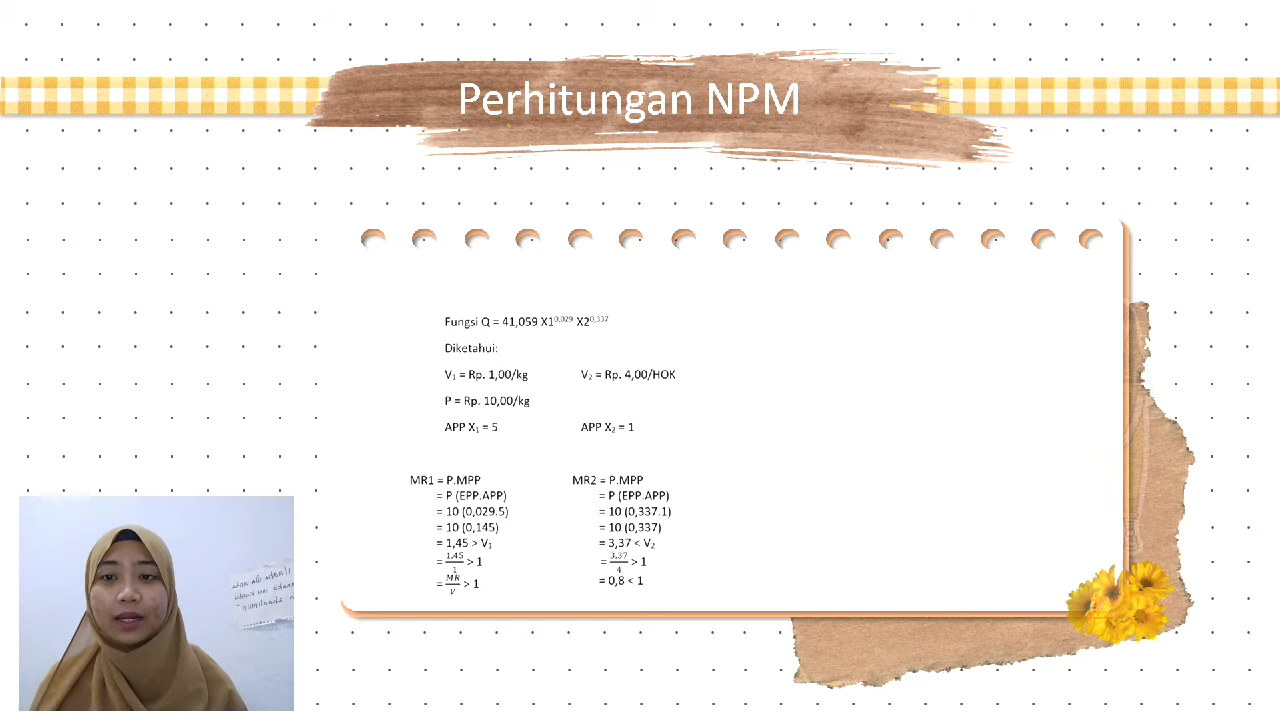 Perhitungan NPM
Fungsi Q = 41,059 X1^0,029 X2^0,337
Diketahui:
V₁ = Rp. 1,00/kg V₂ = Rp. 4,00/HOK
P = Rp. 10,00/kg
APP X₁ = 5 APP X₂ = 1
MR1 = P.MPP
= P (EPP.APP)
= 10 (0,029.5)
= 10 (0,145)
= 1,45 > V₁
= 1,45/1 > 1
= MR/V > 1
MR2 = P.MPP
= P (EPP.APP)
= 10 (0,337.1)
= 10 (0,337)
= 3,37 < V₂
= 3,37/4 > 1
= 0,8 < 1